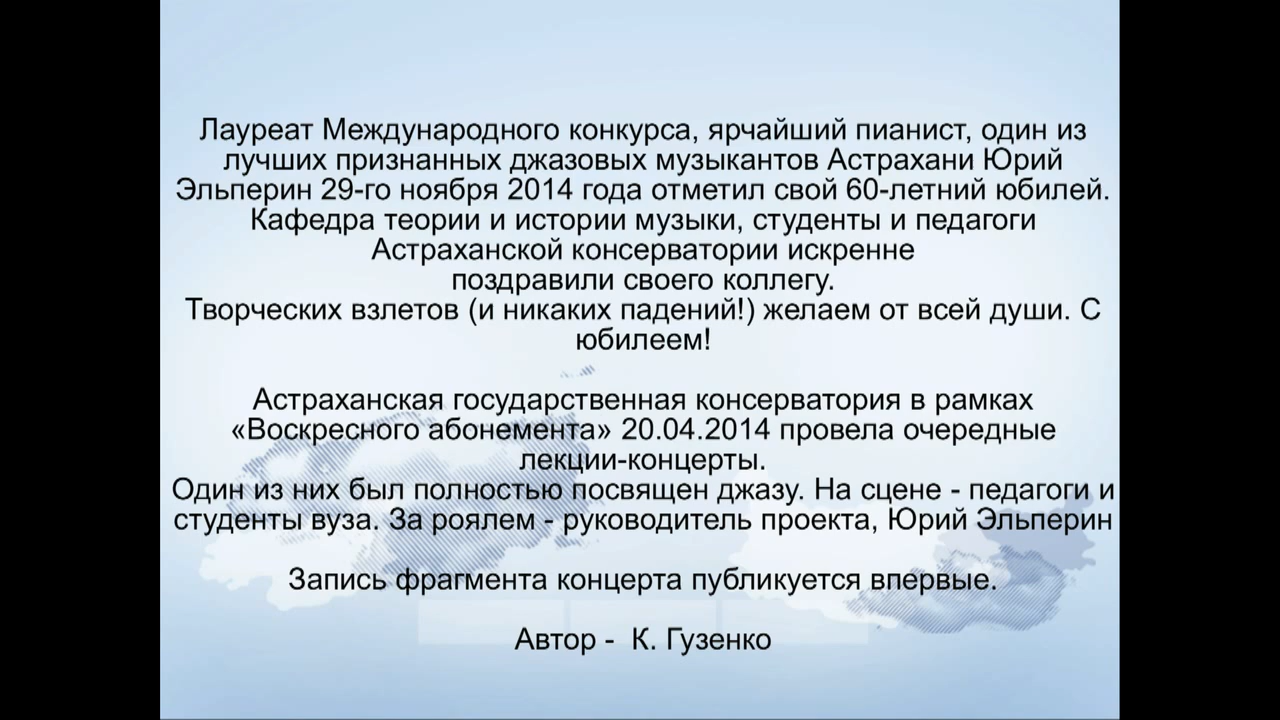 Лауреат Международного конкурса, ярчайший пианист, один из
лучших признанных джазовых музыкантов Астрахани Юрий
Эльперин 29-го ноября 2014 года отметил свой 60-летний юбилей.
Кафедра теории и истории музыки, студенты и педагоги
Астраханской консерватории искренне
поздравили своего коллегу.
Творческих взлетов (и никаких падений!) желаем от всей души. С
юбилеем!
Астраханская государственная консерватория в рамках
«Воскресного абонемента» 20.04.2014 провела очередные
лекции-концерты.
Один из них был полностью посвящен джазу. На сцене - педагоги и
студенты вуза. За роялем - руководитель проекта, Юрий Эльперин
Запись фрагмента концерта публикуется впервые.
Автор -  К. Гузенко